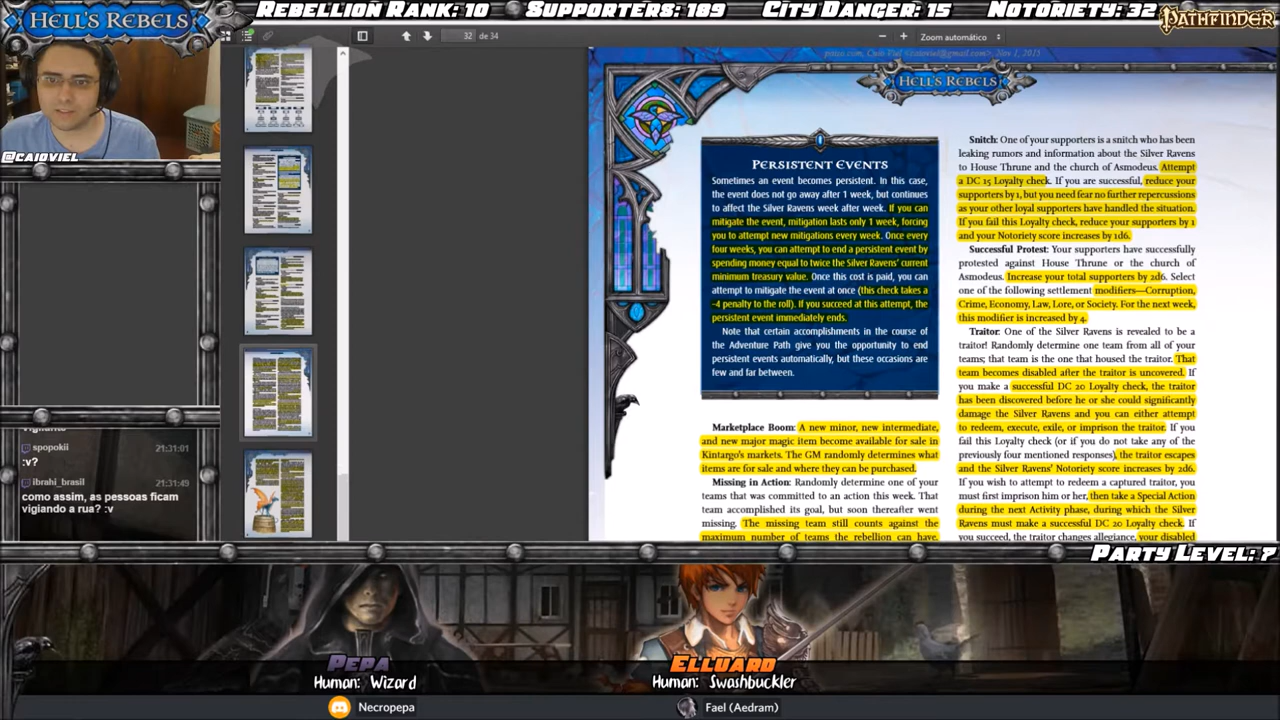 HELL'S REBELS
REBELLION RANK: 10
SUPPORTERS: 189
CITY DANGER: 15
NOTORIETY: 32
PATHFINDER
32 de 34
Zoom automático
@CAIOVIEL
spopokii 21:31:01
:v?
ibrahi_brasil 21:31:49
como assim, as pessoas ficam
vigiando a rua? :v
HELL'S REBELS
PERSISTENT EVENTS
Sometimes an event becomes persistent. In this case,
the event does not go away after 1 week, but continues
to affect the Silver Ravens week after week. If you can
mitigate the event, mitigation lasts only 1 week, forcing
you to attempt new mitigations every week. Once every
four weeks, you can attempt to end a persistent event by
spending money equal to twice the Silver Ravens' current
minimum treasury value. Once this cost is paid, you can
attempt to mitigate the event at once (this check takes a
–4 penalty to the roll). If you succeed at this attempt, the
persistent event immediately ends.
Note that certain accomplishments in the course of
the Adventure Path give you the opportunity to end
persistent events automatically, but these occasions are
few and far between.
Marketplace Boom: A new minor, new intermediate,
and new major magic item become available for sale in
Kintargo's markets. The GM randomly determines what
items are for sale and where they can be purchased.
Missing in Action: Randomly determine one of your
teams that was committed to an action this week. That
team accomplished its goal, but soon thereafter went
missing. The missing team still counts against the
maximum number of teams the rebellion can have.
Snitch: One of your supporters is a snitch who has been
leaking rumors and information about the Silver Ravens
to House Thrune and the church of Asmodeus. Attempt
a DC 15 Loyalty check. If you are successful, reduce your
supporters by 1, but you need fear no further repercussions
as your other loyal supporters have handled the situation.
If you fail this Loyalty check, reduce your supporters by 1
and your Notoriety score increases by 1d6.
Successful Protest: Your supporters have successfully
protested against House Thrune or the church of
Asmodeus. Increase your total supporters by 2d6. Select
one of the following settlement modifiers—Corruption,
Crime, Economy, Law, Lore, or Society. For the next week,
this modifier is increased by 4.
Traitor: One of the Silver Ravens is revealed to be a
traitor! Randomly determine one team from all of your
teams; that team is the one that housed the traitor. That
team becomes disabled after the traitor is uncovered. If
you make a successful DC 20 Loyalty check, the traitor
has been discovered before he or she could significantly
damage the Silver Ravens and you can either attempt
to redeem, execute, exile, or imprison the traitor. If you
fail this Loyalty check (or if you do not take any of the
previously four mentioned responses), the traitor escapes
and the Silver Ravens' Notoriety score increases by 2d6.
If you wish to attempt to redeem a captured traitor, you
must first imprison him or her, then take a Special Action
during the next Activity phase, during which the Silver
Ravens must make a successful DC 20 Loyalty check. If
you succeed, the traitor changes allegiance, your disabled
PARTY LEVEL: 7
PEPA
Human: Wizard
Necropepa
ELLUARD
Human: Swashbuckler
Fael (Aedram)